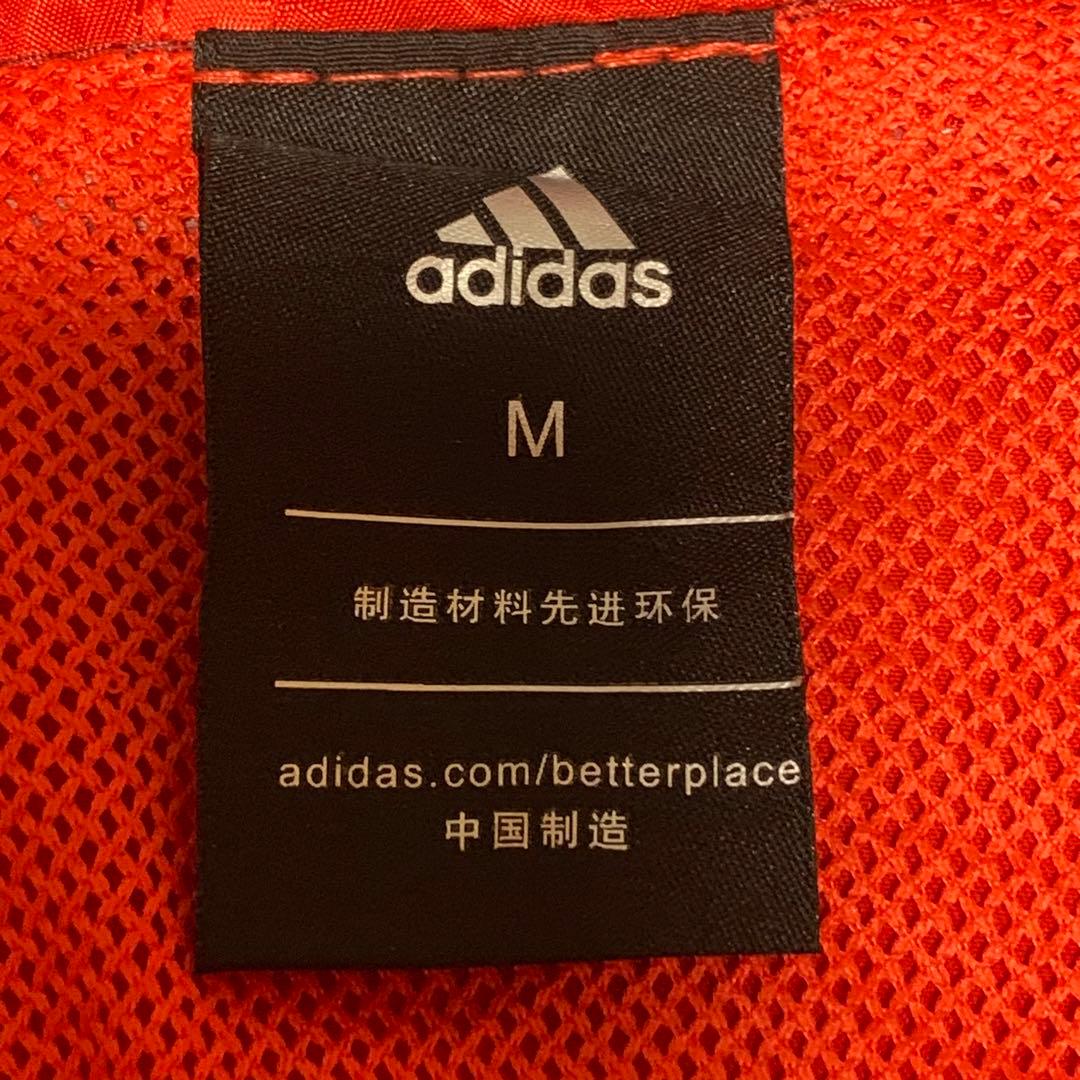 adidas
M
制造材料先进环保
adidas.com/betterplace
中国制造